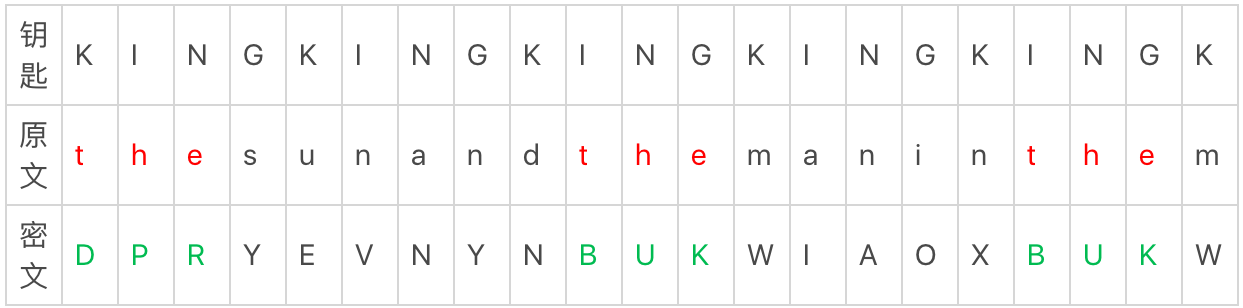 钥匙 K I N G K I N G K I N G K I N G K I N G K
原文 t h e s u n a n d t h e m a n i n t h e m
密文 D P R Y E V N Y N B U K W I A O X B U K W